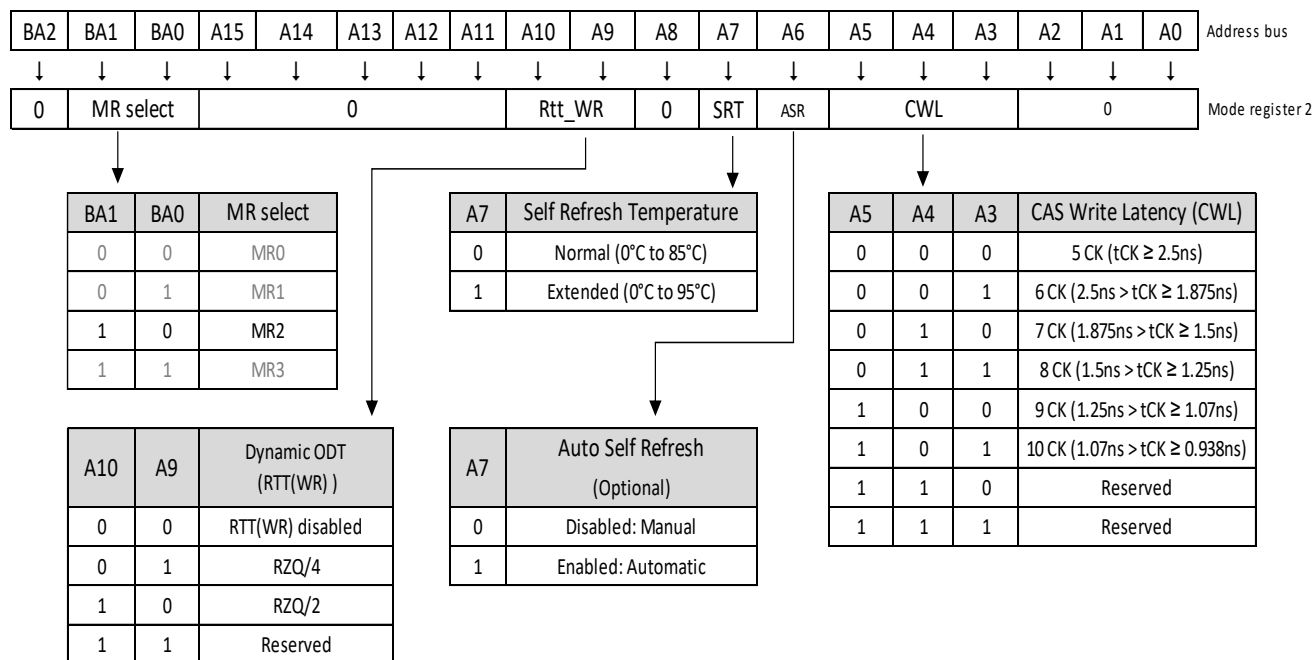 BA2 BA1 BA0 A15 A14 A13 A12 A11 A10 A9 A8 A7 A6 A5 A4 A3 A2 A1 A0 Address bus
0 MR select 0 Rtt_WR 0 SRT ASR CWL 0 Mode register 2
BA1 BA0 MR select
0 0 MR0
0 1 MR1
1 0 MR2
1 1 MR3
A7 Self Refresh Temperature
0 Normal (0°C to 85°C)
1 Extended (0°C to 95°C)
A5 A4 A3 CAS Write Latency (CWL)
0 0 0 5 CK (tCK ≥ 2.5ns)
0 0 1 6 CK (2.5ns > tCK ≥ 1.875ns)
0 1 0 7 CK (1.875ns > tCK ≥ 1.5ns)
0 1 1 8 CK (1.5ns > tCK ≥ 1.25ns)
1 0 0 9 CK (1.25ns > tCK ≥ 1.07ns)
1 0 1 10 CK (1.07ns > tCK ≥ 0.938ns)
1 1 0 Reserved
1 1 1 Reserved
A10 A9 Dynamic ODT
(RTT(WR) )
0 0 RTT(WR) disabled
0 1 RZQ/4
1 0 RZQ/2
1 1 Reserved
A7 Auto Self Refresh
(Optional)
0 Disabled: Manual
1 Enabled: Automatic